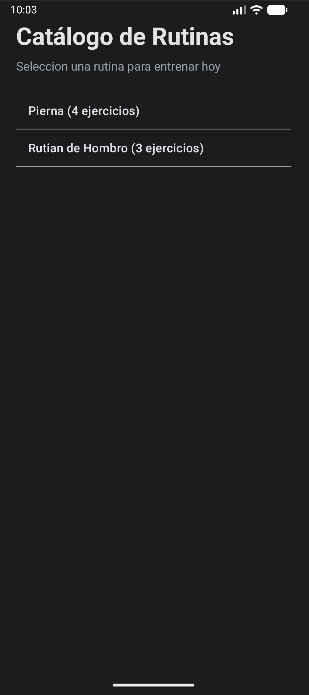 10:03
Catálogo de Rutinas
Seleccion una rutina para entrenar hoy
Pierna (4 ejercicios)
Rutian de Hombro (3 ejercicios)